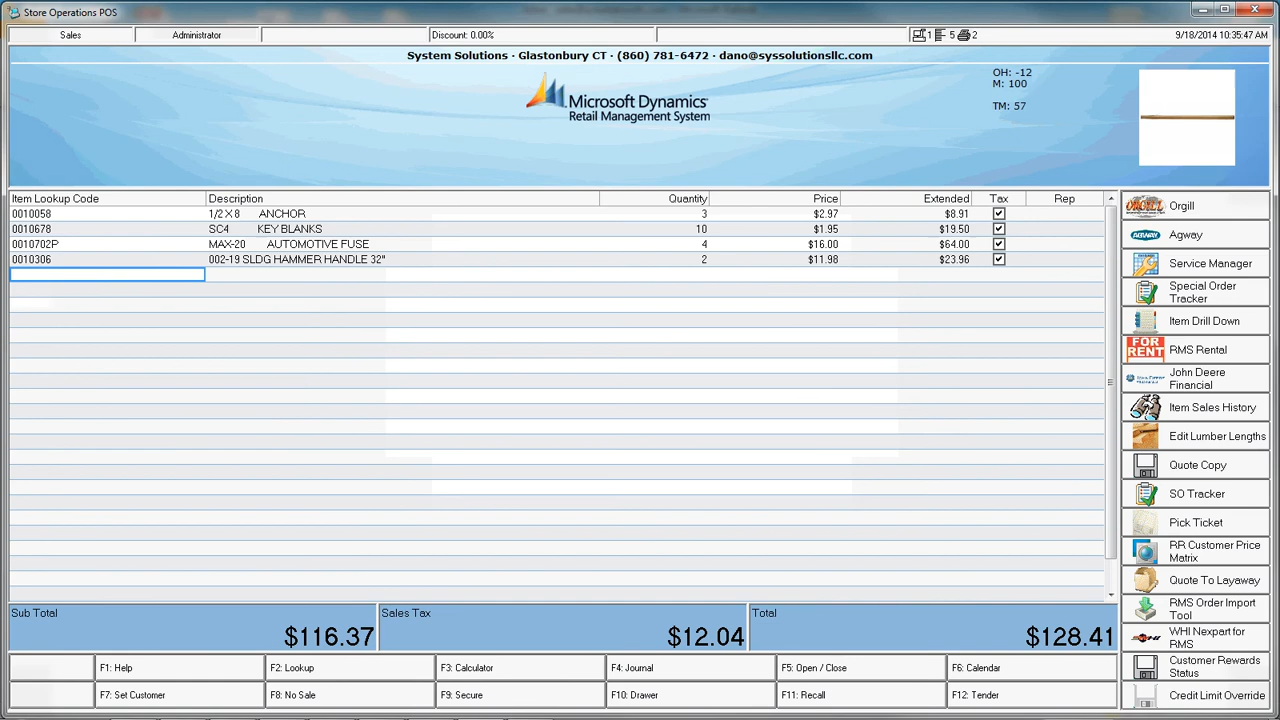 Store Operations POS
Sales Administrator Discount: 0.00% 1 5 2 9/18/2014 10:35:47 AM
System Solutions · Glastonbury CT · (860) 781-6472 · dano@syssolutionsllc.com
Microsoft Dynamics
Retail Management System
OH: -12
M: 100
TM: 57
Item Lookup Code Description Quantity Price Extended Tax Rep
0010058 1/2 X 8 ANCHOR 3 $2.97 $8.91
0010678 SC4 KEY BLANKS 10 $1.95 $19.50
0010702P MAX-20 AUTOMOTIVE FUSE 4 $16.00 $64.00
0010306 002-19 SLDG HAMMER HANDLE 32" 2 $11.98 $23.96
Orgill
Agway
Service Manager
Special Order
Tracker
Item Drill Down
FOR
RENT
RMS Rental
John Deere
Financial
Item Sales History
Edit Lumber Lengths
Quote Copy
SO Tracker
Pick Ticket
RR Customer Price
Matrix
Quote To Layaway
RMS Order Import
Tool
WHI Nexpart for
RMS
Customer Rewards
Status
Credit Limit Override
Sub Total $116.37
Sales Tax $12.04
Total $128.41
F1: Help F2: Lookup F3: Calculator F4: Journal F5: Open / Close F6: Calendar
F7: Set Customer F8: No Sale F9: Secure F10: Drawer F11: Recall F12: Tender